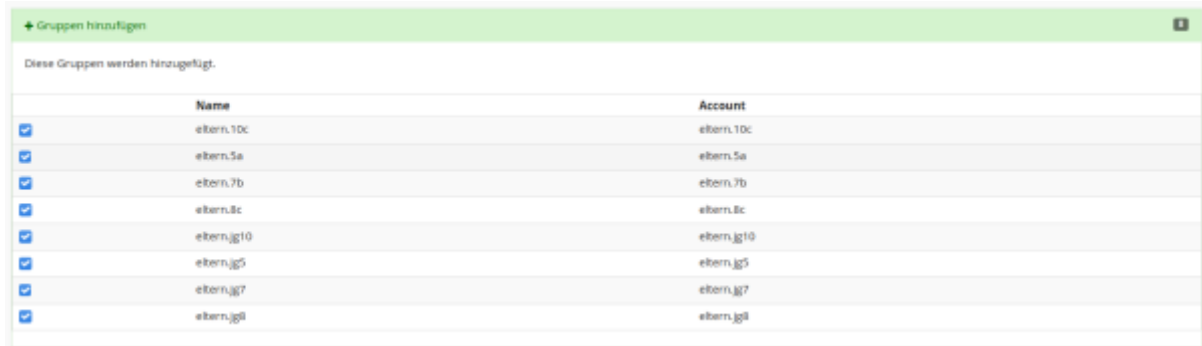 Gruppen hinzufügen
Diese Gruppen werden hinzugefügt.
Name Account
eltern.10c eltern.10c
eltern.5a eltern.5a
eltern.7b eltern.7b
eltern.8c eltern.8c
eltern.jg10 eltern.jg10
eltern.jg5 eltern.jg5
eltern.jg7 eltern.jg7
eltern.jg8 eltern.jg8